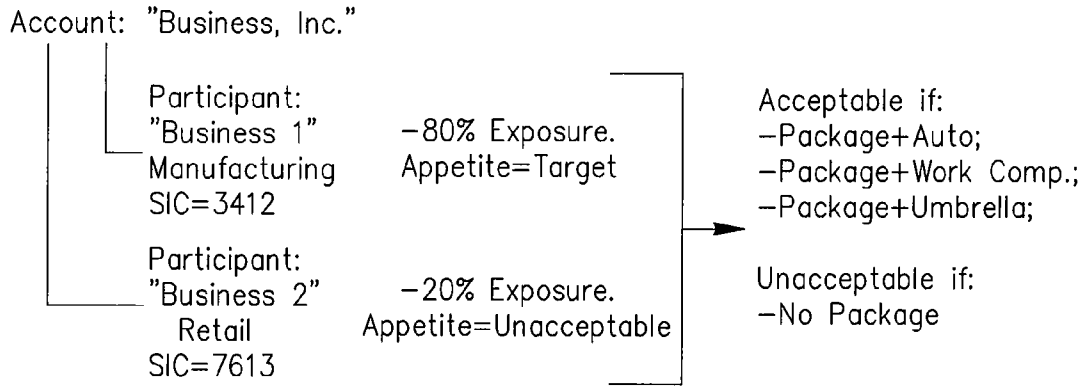 Account: "Business, Inc."
Participant:
"Business 1"
Manufacturing
SIC=3412
-80% Exposure.
Appetite=Target
Participant:
"Business 2"
Retail
SIC=7613
-20% Exposure.
Appetite=Unacceptable
Acceptable if:
-Package+Auto;
-Package+Work Comp.;
-Package+Umbrella;
Unacceptable if:
-No Package